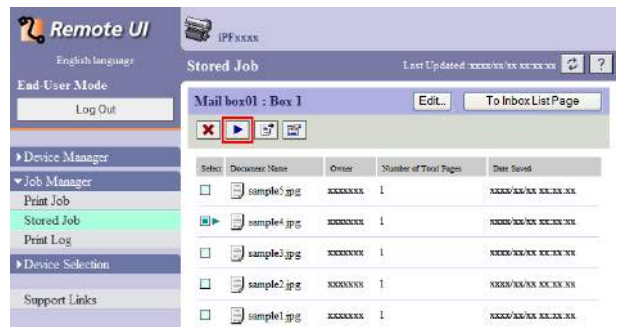 Remote UI
iPFxxxx
English language
Stored Job
Last Updated xxxx/xx/xx xx:xx:xx
?
End-User Mode
Log Out
Mail box01 : Box 1
Edit...
To Inbox List Page
Device Manager
Job Manager
Print Job
Stored Job
Print Log
Device Selection
Support Links
Select Document Name Owner Number of Total Pages Date Saved
sample5.jpg xxxxxxx 1 xxxx/xx/xx xx:xx:xx
sample4.jpg xxxxxxx 1 xxxx/xx/xx xx:xx:xx
sample3.jpg xxxxxxx 1 xxxx/xx/xx xx:xx:xx
sample2.jpg xxxxxxx 1 xxxx/xx/xx xx:xx:xx
sample1.jpg xxxxxxx 1 xxxx/xx/xx xx:xx:xx